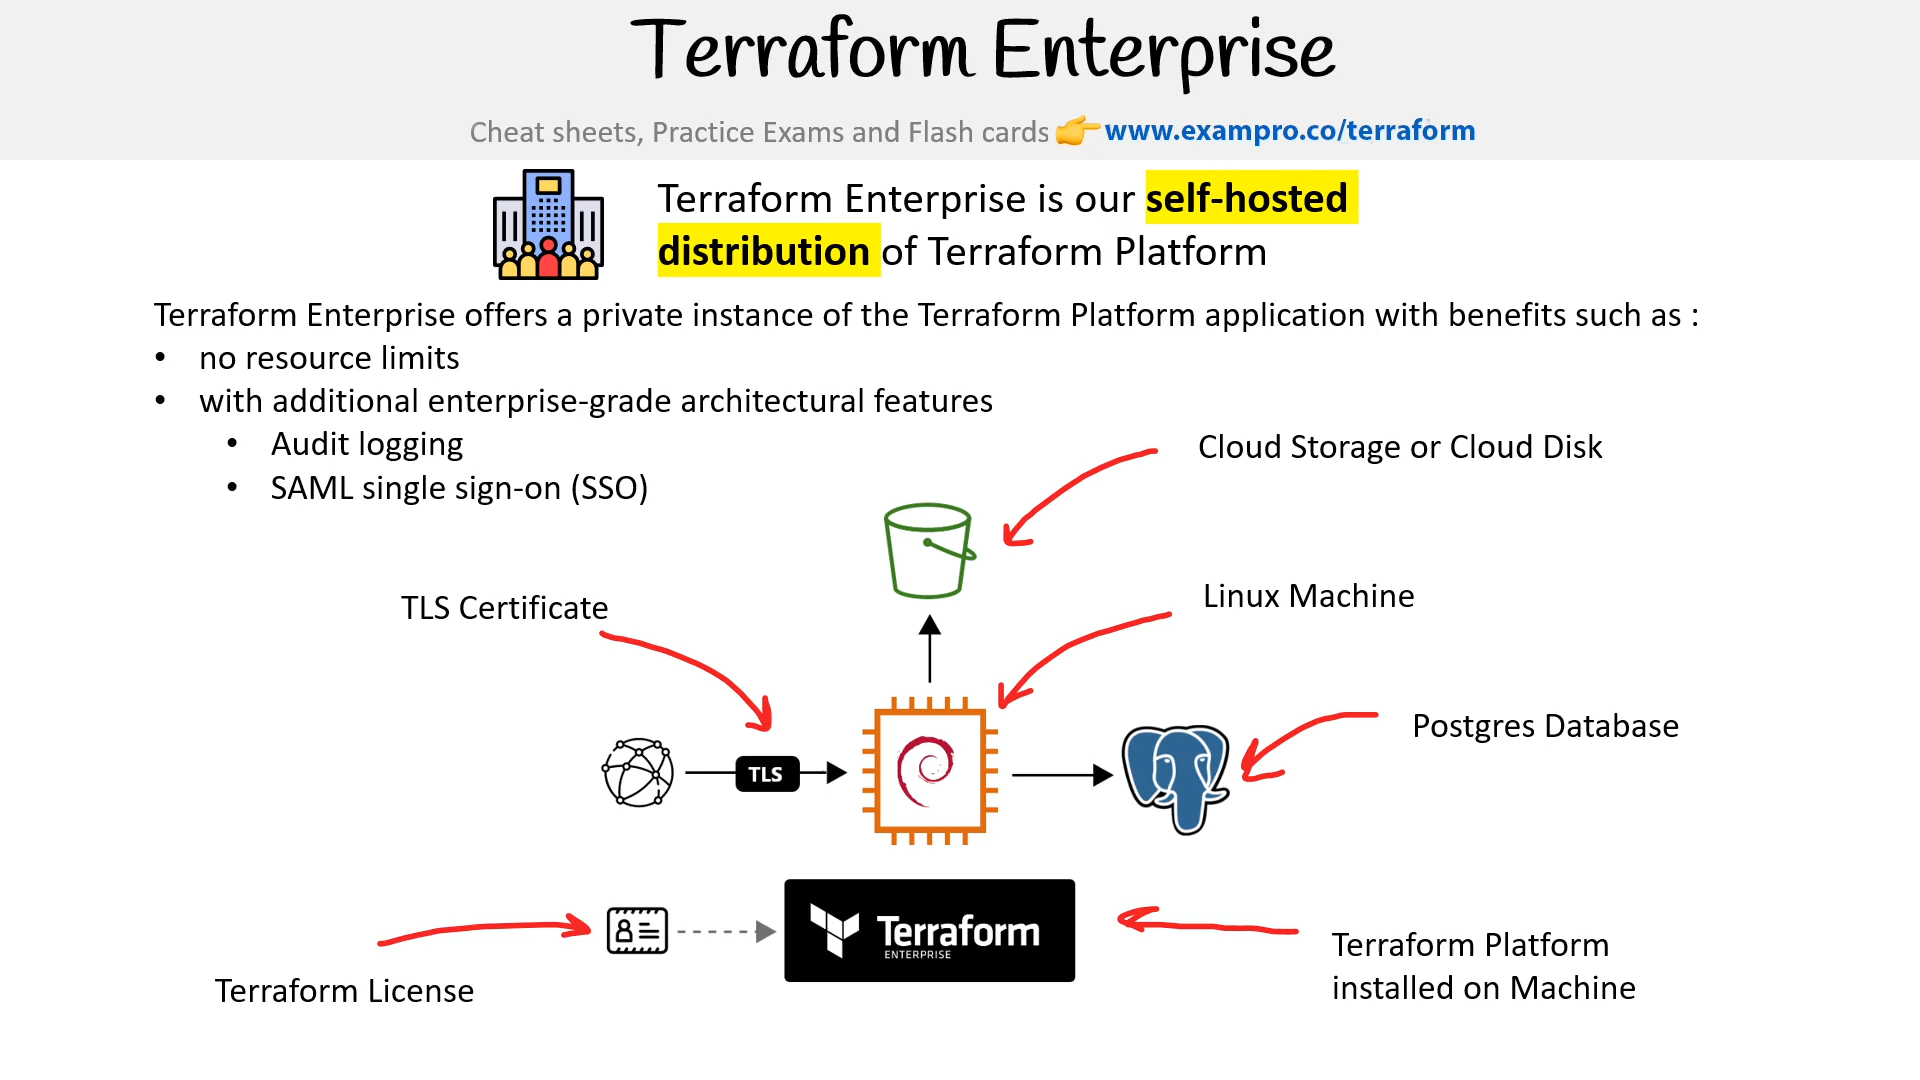 Terraform Enterprise
Cheat sheets, Practice Exams and Flash cards 👉www.exampro.co/terraform
Terraform Enterprise is our self-hosted
distribution of Terraform Platform
Terraform Enterprise offers a private instance of the Terraform Platform application with benefits such as :
• no resource limits
• with additional enterprise-grade architectural features
• Audit logging
• SAML single sign-on (SSO)
Cloud Storage or Cloud Disk
TLS Certificate
Linux Machine
Postgres Database
TLS
Terraform
ENTERPRISE
Terraform License
Terraform Platform
installed on Machine